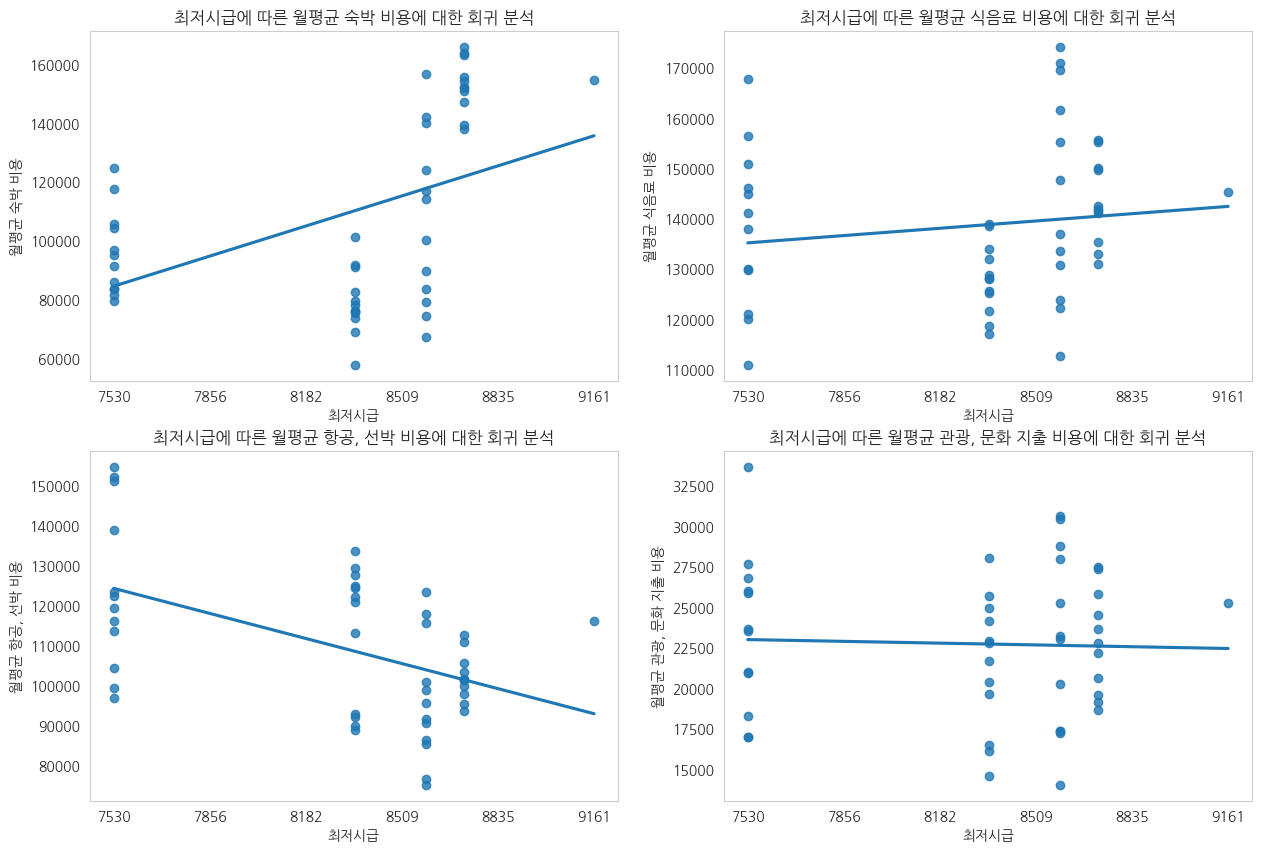 최저시급에 따른 월평균 숙박 비용에 대한 회귀 분석
월평균 숙박 비용
160000
140000
120000
100000
80000
60000
7530 7856 8182 8509 8835 9161
최저시급
최저시급에 따른 월평균 식음료 비용에 대한 회귀 분석
월평균 식음료 비용
170000
160000
150000
140000
130000
120000
110000
7530 7856 8182 8509 8835 9161
최저시급
최저시급에 따른 월평균 항공, 선박 비용에 대한 회귀 분석
월평균 항공, 선박 비용
150000
140000
130000
120000
110000
100000
90000
80000
7530 7856 8182 8509 8835 9161
최저시급
최저시급에 따른 월평균 관광, 문화 지출 비용에 대한 회귀 분석
월평균 관광, 문화 지출 비용
32500
30000
27500
25000
22500
20000
17500
15000
7530 7856 8182 8509 8835 9161
최저시급